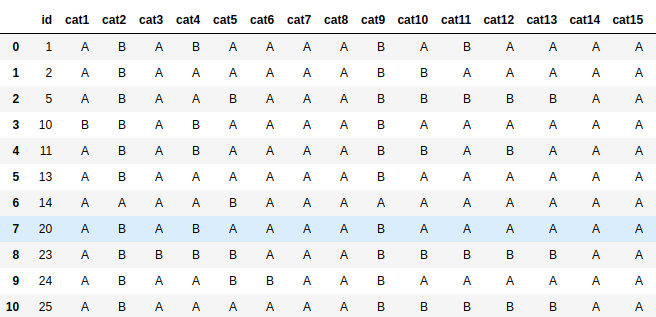 id cat1 cat2 cat3 cat4 cat5 cat6 cat7 cat8 cat9 cat10 cat11 cat12 cat13 cat14 cat15
0 1 A B A B A A A A B A B A A A A
1 2 A B A A A A A A B B A A A A A
2 5 A B A A B A A A B B B B B A A
3 10 B B A B A A A A B A A A A A A
4 11 A B A B A A A A B B A B A A A
5 13 A B A A A A A A B A A A A A A
6 14 A A A A B A A A A A A A A A A
7 20 A B A B A A A A B A A A A A A
8 23 A B B B B A A A B B B B B A A
9 24 A B A A B B A A B A A A A A A
10 25 A B A A A A A A B B B B B A A